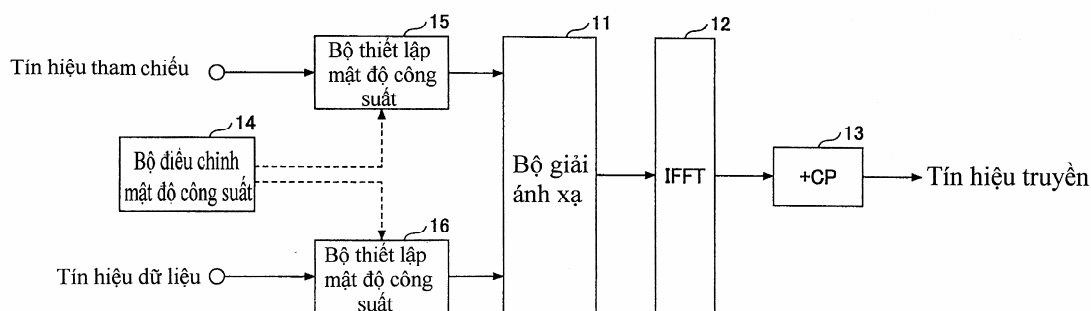 15
Bộ thiết lập
mật độ công
suất
Tín hiệu tham chiếu
14
Bộ điều chỉnh
mật độ công suất
16
Bộ thiết lập
mật độ công
suất
Tín hiệu dữ liệu
11
Bộ giải
ánh xạ
12
IFFT
13
+CP
Tín hiệu truyền